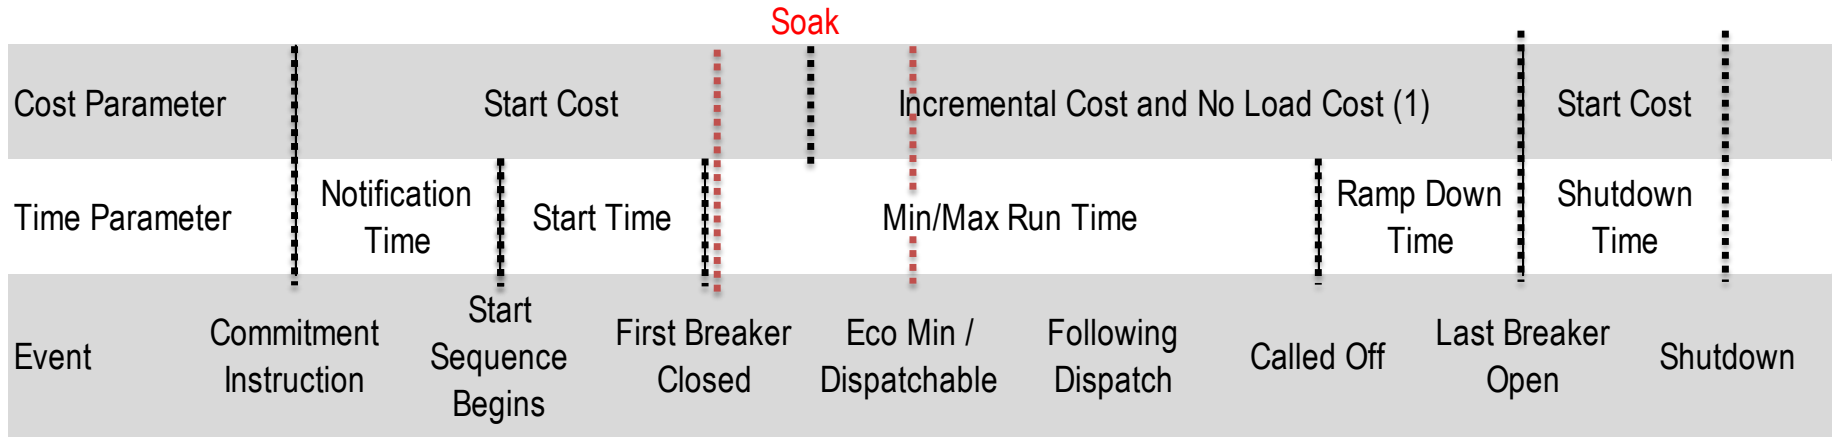 Soak
Cost Parameter
Start Cost
Incremental Cost and No Load Cost (1)
Start Cost
Time Parameter
Notification
Time
Start Time
Min/Max Run Time
Ramp Down
Time
Shutdown
Time
Event
Commitment
Instruction
Start
Sequence
Begins
First Breaker
Closed
Eco Min /
Dispatchable
Following
Dispatch
Called Off
Last Breaker
Open
Shutdown